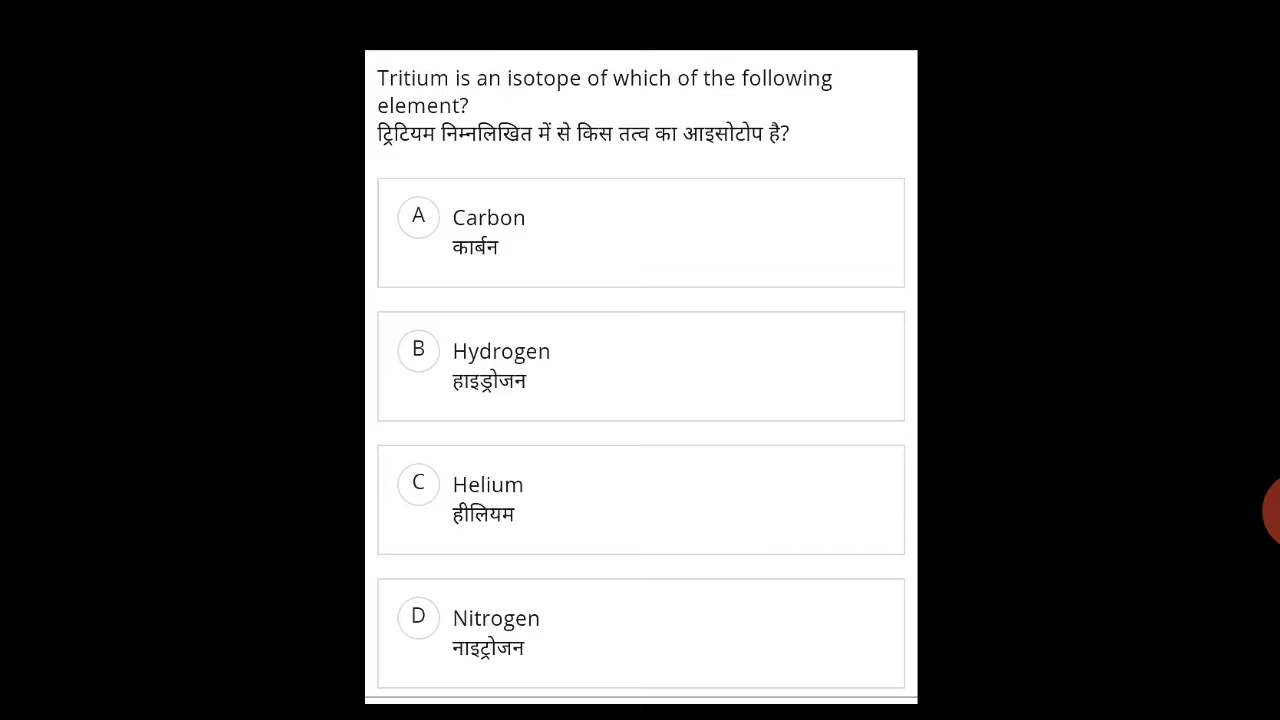 Tritium is an isotope of which of the following
element?
ट्रिटियम निम्नलिखित में से किस तत्व का आइसोटोप है?
A Carbon
कार्बन
B Hydrogen
हाइड्रोजन
C Helium
हीलियम
D Nitrogen
नाइट्रोजन